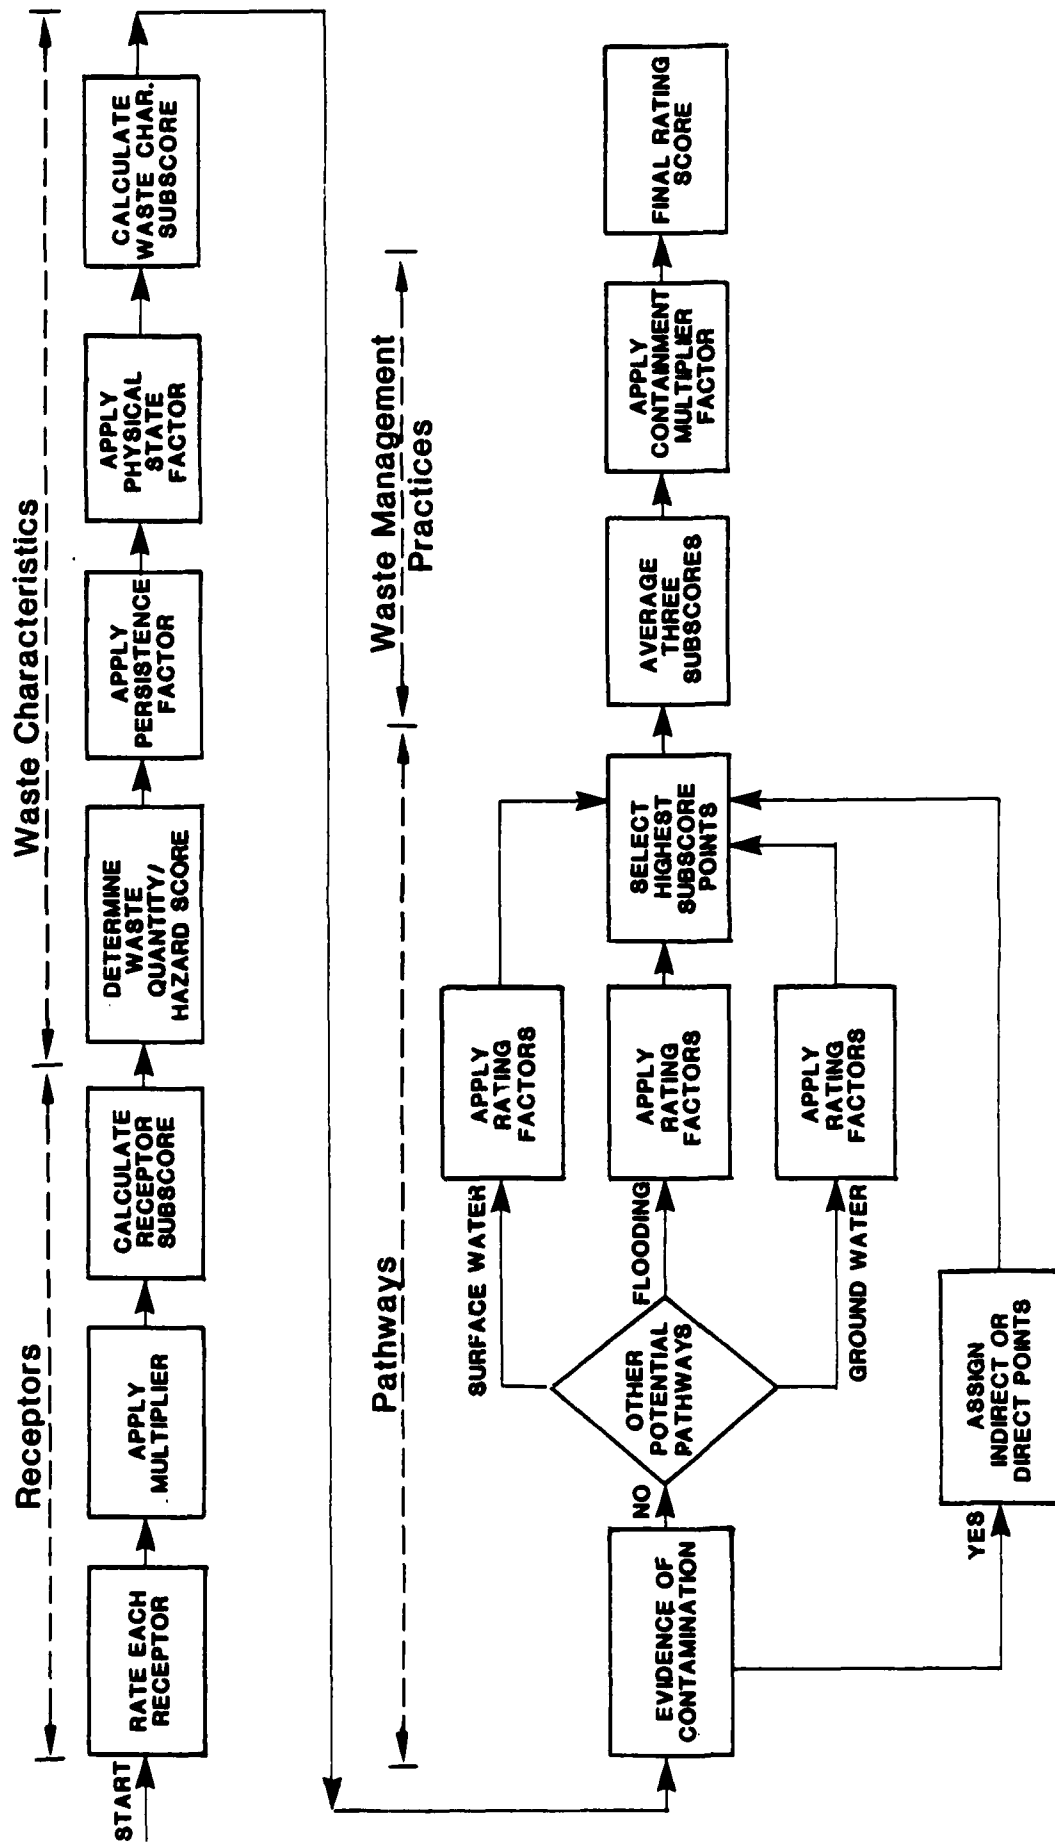 Receptors
Waste Characteristics
START
RATE EACH
RECEPTOR
APPLY
MULTIPLIER
CALCULATE
RECEPTOR
SUBSCORE
DETERMINE
WASTE
QUANTITY/
HAZARD SCORE
APPLY
PERSISTENCE
FACTOR
APPLY
PHYSICAL
STATE
FACTOR
CALCULATE
WASTE CHAR.
SUBSCORE
Pathways
Waste Management
Practices
EVIDENCE OF
CONTAMINATION
NO
YES
OTHER
POTENTIAL
PATHWAYS
SURFACE WATER
APPLY
RATING
FACTORS
FLOODING
APPLY
RATING
FACTORS
GROUND WATER
APPLY
RATING
FACTORS
ASSIGN
INDIRECT OR
DIRECT POINTS
SELECT
HIGHEST
SUBSCORE
POINTS
AVERAGE
THREE
SUBSCORES
APPLY
CONTAINMENT
MULTIPLIER
FACTOR
FINAL RATING
SCORE